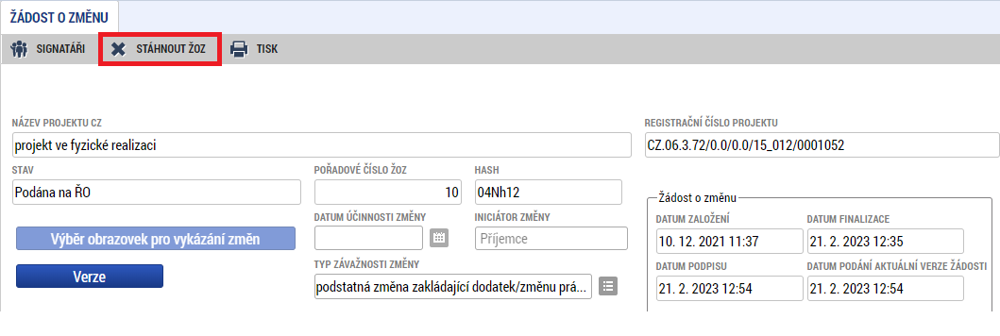 ŽÁDOST O ZMĚNU
SIGNATÁŘI STÁHNOUT ŽOZ TISK
NÁZEV PROJEKTU CZ REGISTRAČNÍ ČÍSLO PROJEKTU
projekt ve fyzické realizaci CZ.06.3.72/0.0/0.0/15_012/0001052
STAV POŘADOVÉ ČÍSLO ŽOZ HASH
Podána na ŘO 10 04Nh12
Žádost o změnu
DATUM ÚČINNOSTI ZMĚNY INICIÁTOR ZMĚNY DATUM ZALOŽENÍ DATUM FINALIZACE
Výběr obrazovek pro vykázání změn Příjemce 10. 12. 2021 11:37 21. 2. 2023 12:35
TYP ZÁVAŽNOSTI ZMĚNY DATUM PODPISU DATUM PODÁNÍ AKTUÁLNÍ VERZE ŽÁDOSTI
Verze podstatná změna zakládající dodatek/změnu prá... 21. 2. 2023 12:54 21. 2. 2023 12:54